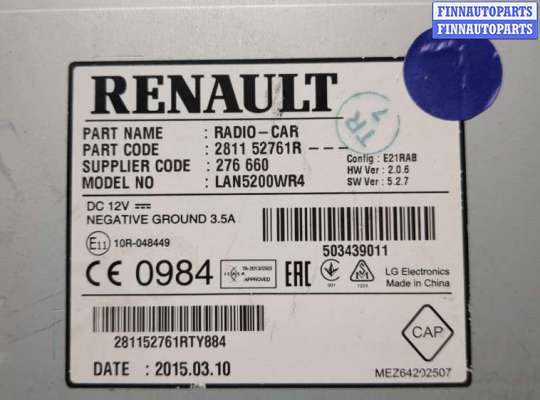 FINNAUTOPARTS
FINNAUTOPARTS
FINNAUTOPARTS
RENAULT
TR
PART NAME : RADIO-CAR
PART CODE : 2811 52761R - - -
SUPPLIER CODE : 276 660
MODEL NO : LAN5200WR4
Config : E21RAB
HW Ver : 2.0.6
SW Ver : 5.2.7
DC 12V
NEGATIVE GROUND 3.5A
E11 10R-048449
503439011
CE 0984
APPROVED
EAC
LG Electronics
Made in China
281152761RTY884
CAP
DATE : 2015.03.10
MEZ64202507